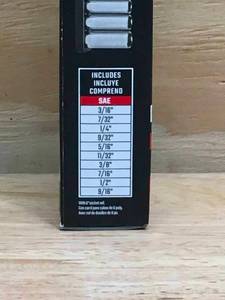 INCLUDES
INCLUYE
COMPREND
SAE
3/16"
7/32"
1/4"
9/32"
5/16"
11/32"
3/8"
7/16"
1/2"
9/16"